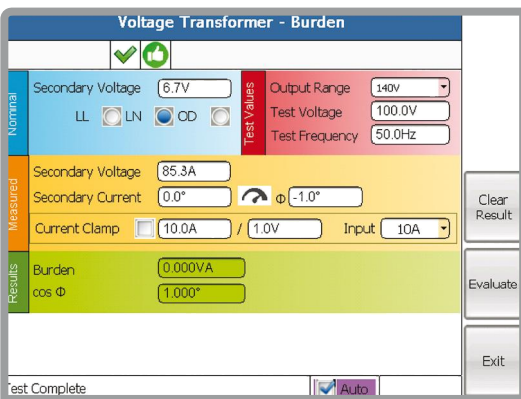 Voltage Transformer - Burden
Nominal
Secondary Voltage 6.7V
LL LN OD
Test Values
Output Range 140V
Test Voltage 100.0V
Test Frequency 50.0Hz
Measured
Secondary Voltage 85.3A
Secondary Current 0.0° Φ -1.0°
Current Clamp 10.0A / 1.0V Input 10A
Results
Burden 0.000VA
cos Φ 1.000°
Clear
Result
Evaluate
Exit
Test Complete Auto